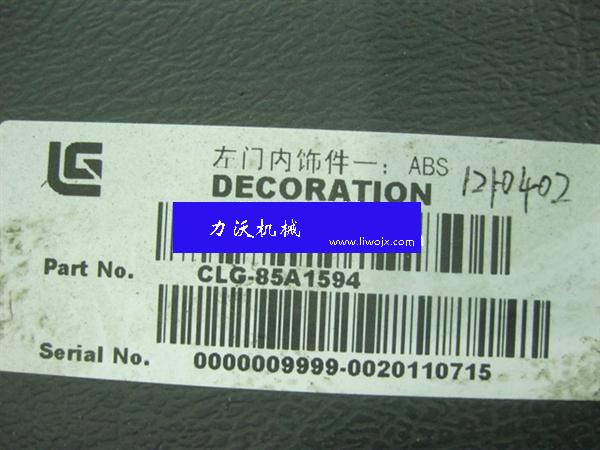 LG
左门内饰件一：ABS
DECORATION
1210402
力沃机械
www.liwojx.com
Part No.
CLG-85A1594
Serial No.
0000009999-0020110715